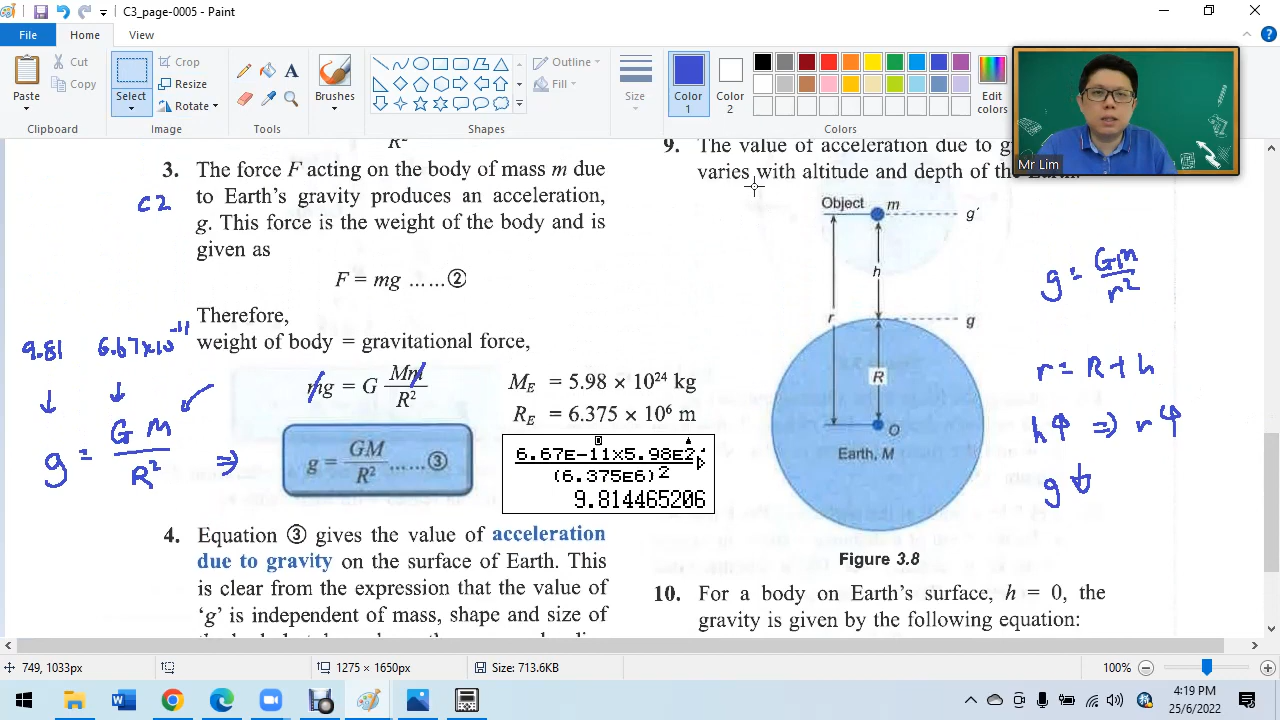 C3_page-0005 - Paint
File Home View
Paste Cut Copy Clipboard
Select Crop Resize Rotate Image
Tools
Brushes
Outline Fill Shapes
Size
Color 1 Color 2 Edit colors Colors
Mr Lim
R²
3. The force F acting on the body of mass m due
to Earth's gravity produces an acceleration,
g. This force is the weight of the body and is
given as
C2
F = mg ......②
Therefore,
weight of body = gravitational force,
mg = G Mm/R²
g = GM/R² ......③
9.81 6.67x10⁻¹¹
g = GM/R² ⇒
M_E = 5.98 × 10²⁴ kg
R_E = 6.375 × 10⁶ m
6.67E-11×5.98E2
(6.375E6)²
9.814465206
4. Equation ③ gives the value of acceleration
due to gravity on the surface of Earth. This
is clear from the expression that the value of
'g' is independent of mass, shape and size of
9. The value of acceleration due to g
varies with altitude and depth of the Earth.
Object m g′
h
r g
R
O
Earth, M
Figure 3.8
g = GM/r²
r = R + h
h↑ ⇒ r↑
g↓
10. For a body on Earth's surface, h = 0, the
gravity is given by the following equation:
749, 1033px 1275 × 1650px Size: 713.6KB 100%
4:19 PM
25/6/2022